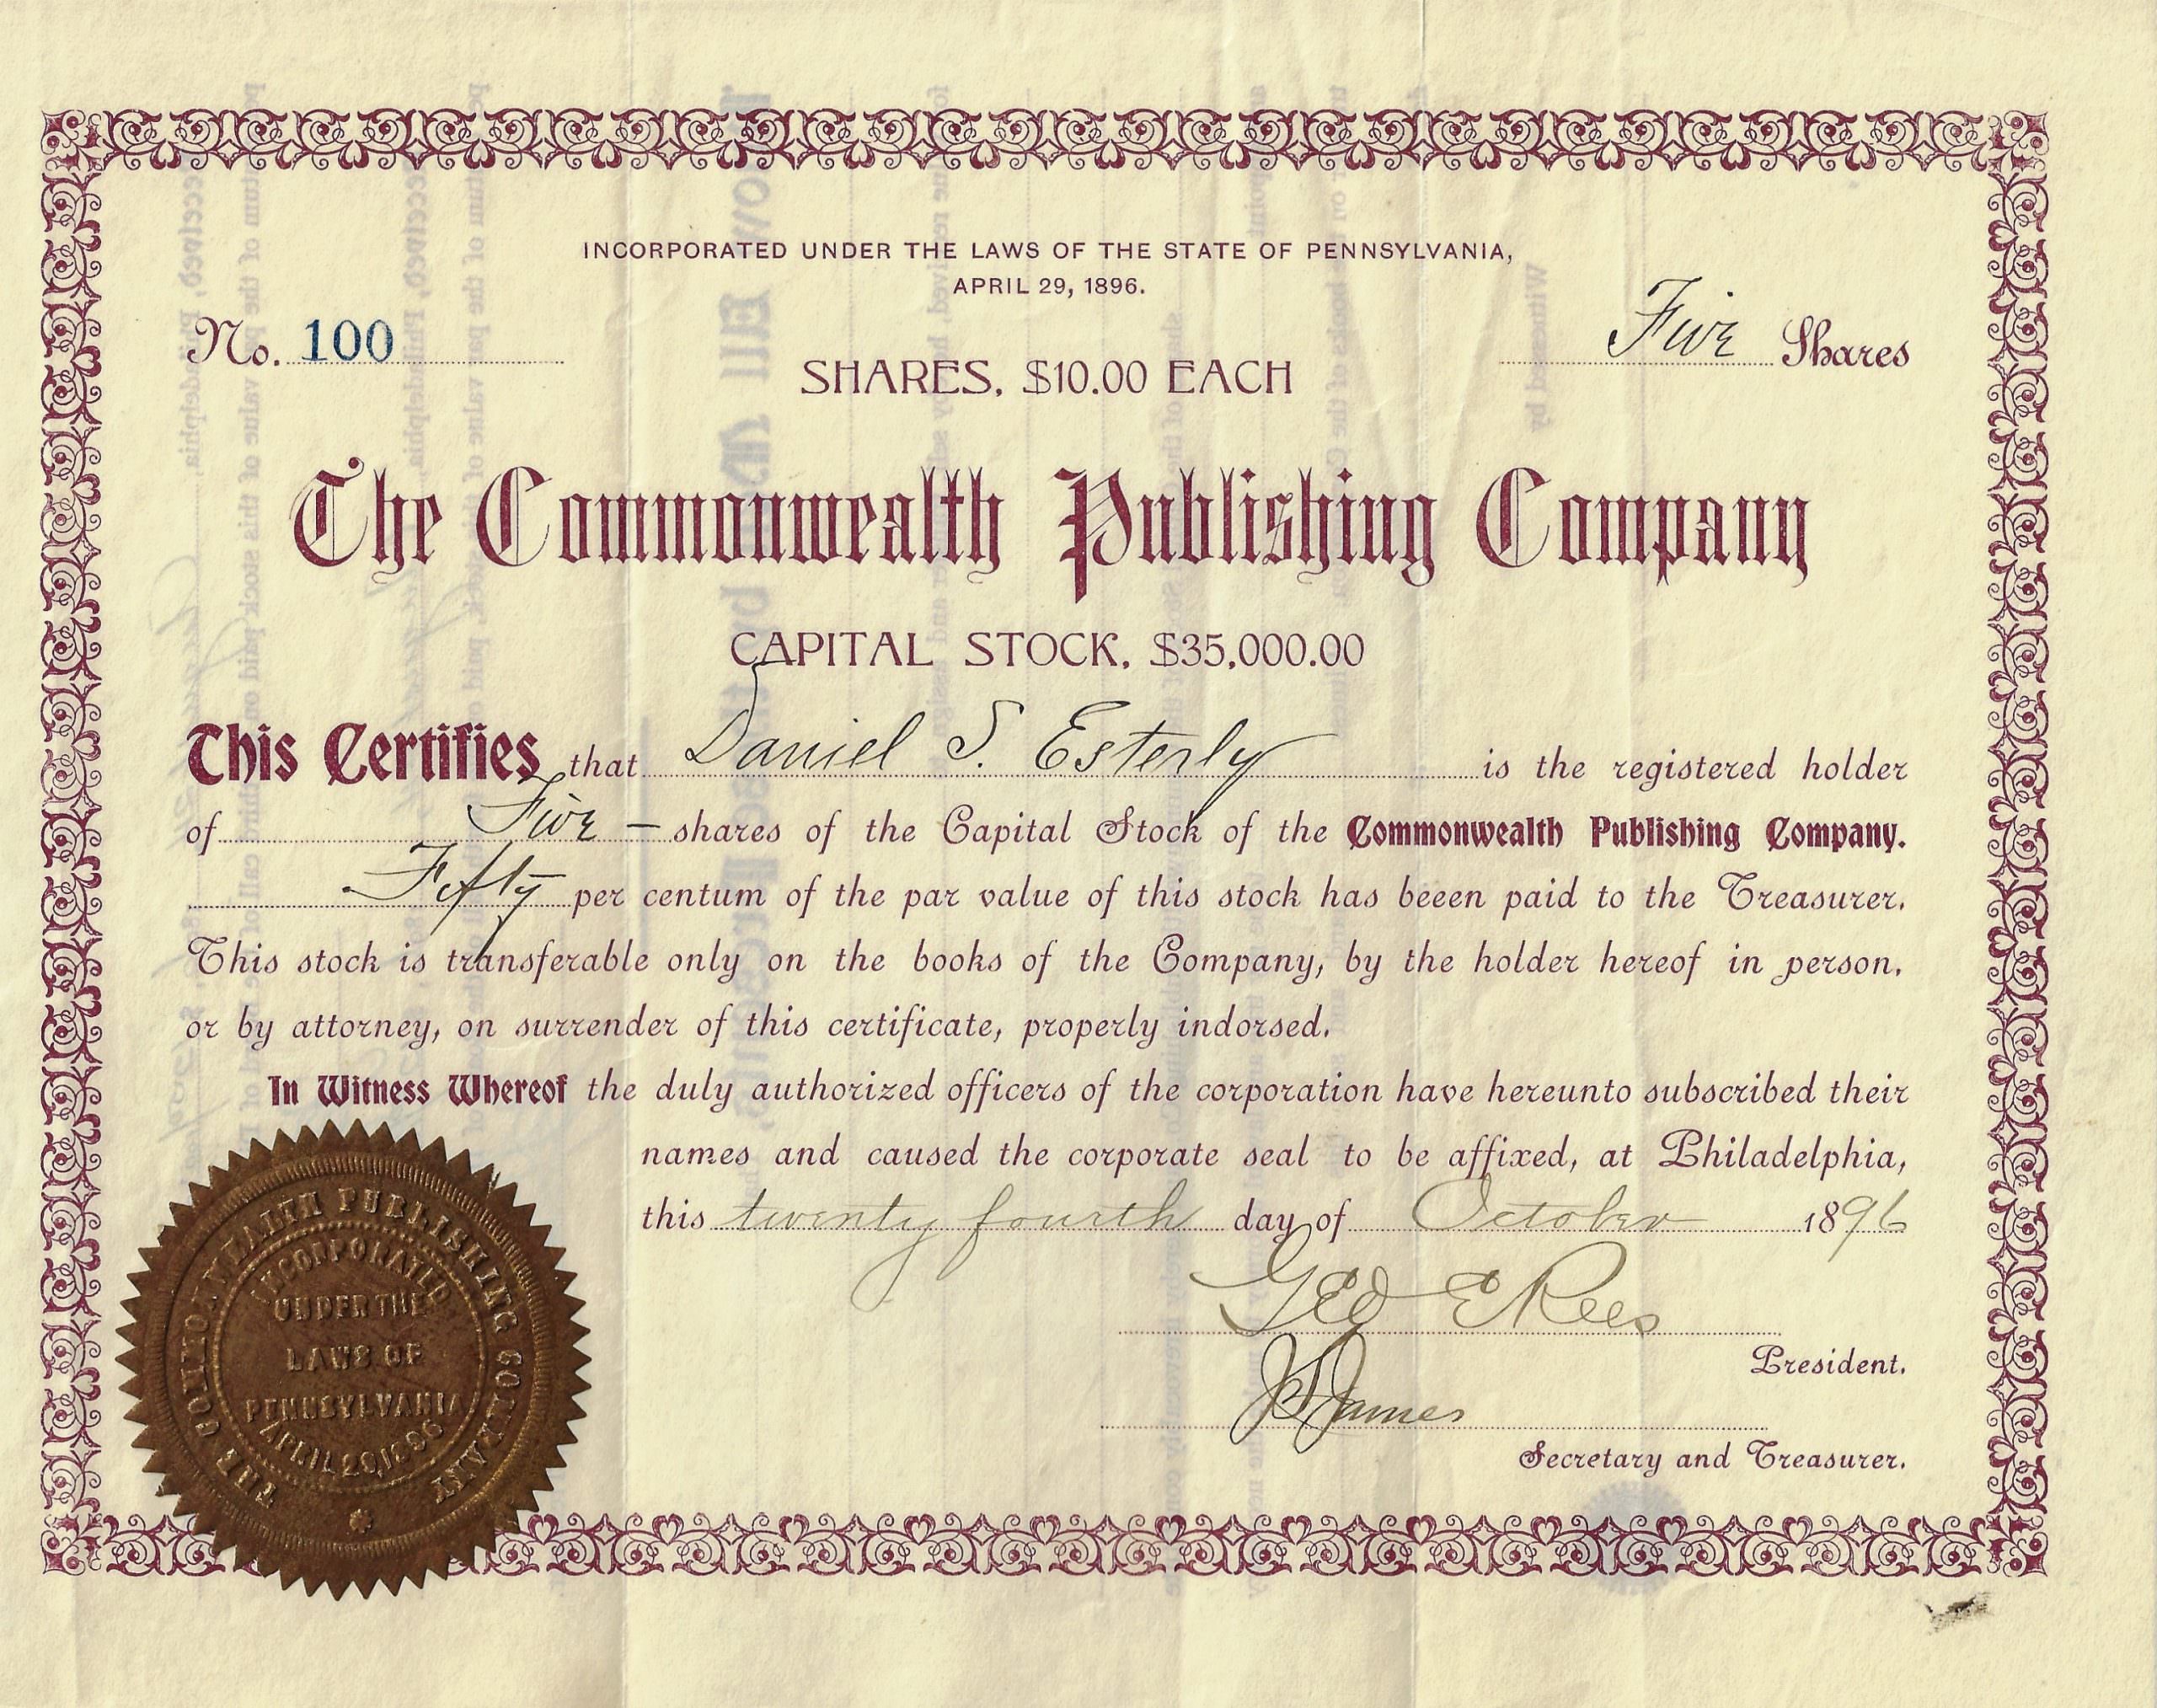 INCORPORATED UNDER THE LAWS OF THE STATE OF PENNSYLVANIA,
APRIL 29, 1896.
No. 100
Five Shares
SHARES, $10.00 EACH
The Commonwealth Publishing Company
CAPITAL STOCK, $35,000.00
This Certifies that Daniel S. Esterly is the registered holder
of Five – shares of the Capital Stock of the Commonwealth Publishing Company.
Fifty per centum of the par value of this stock has beeen paid to the Treasurer.
This stock is transferable only on the books of the Company, by the holder hereof in person,
or by attorney, on surrender of this certificate, properly indorsed.
In Witness Whereof the duly authorized officers of the corporation have hereunto subscribed their
names and caused the corporate seal to be affixed, at Philadelphia,
this twenty fourth day of October 1896
Geo E Rees
President.
James
Secretary and Treasurer.
THE COMMONWEALTH PUBLISHING COMPANY
INCORPORATED
UNDER THE
LAWS OF
PENNSYLVANIA
APRIL 29, 1896